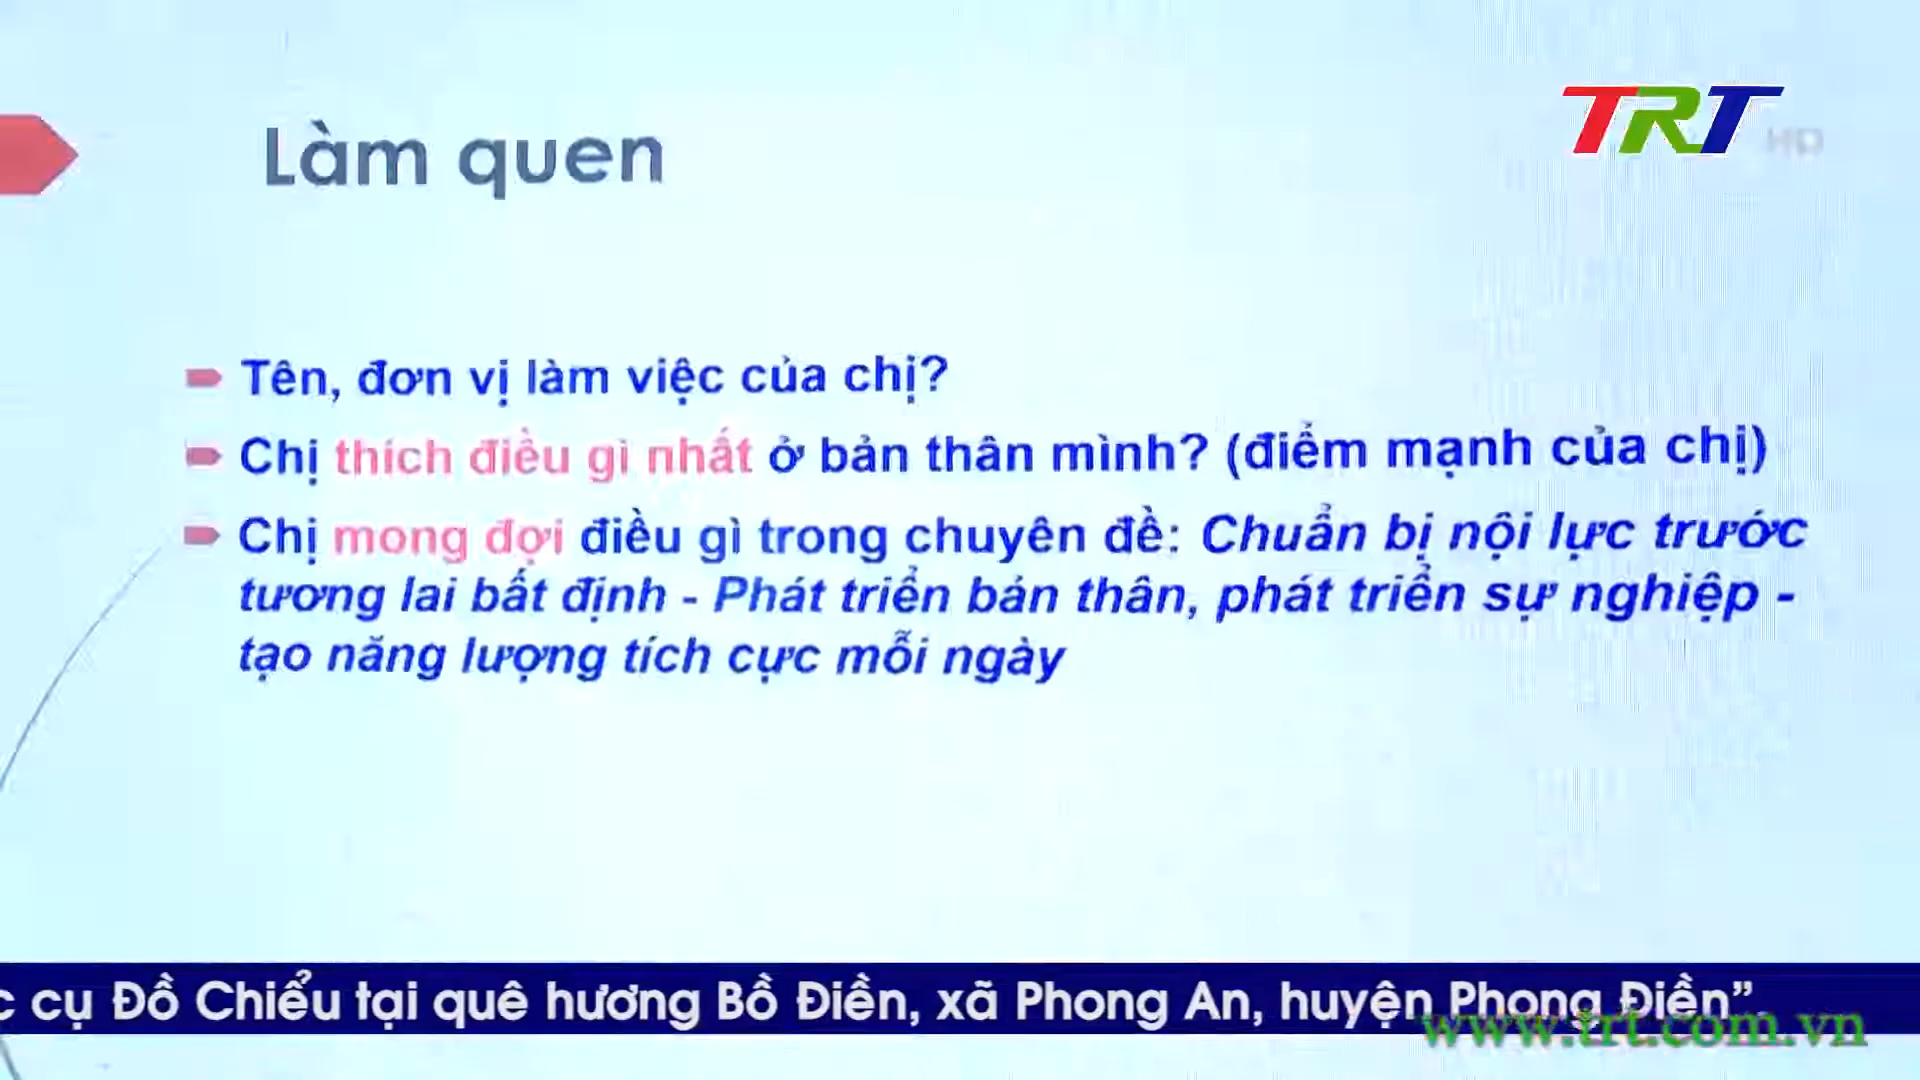 TRT
HD
Làm quen
Tên, đơn vị làm việc của chị?
Chị thích điều gì nhất ở bản thân mình? (điểm mạnh của chị)
Chị mong đợi điều gì trong chuyên đề: Chuẩn bị nội lực trước
tương lai bất định - Phát triển bản thân, phát triển sự nghiệp -
tạo năng lượng tích cực mỗi ngày
cụ Đồ Chiểu tại quê hương Bồ Điền, xã Phong An, huyện Phong Điền”
www.trt.com.vn